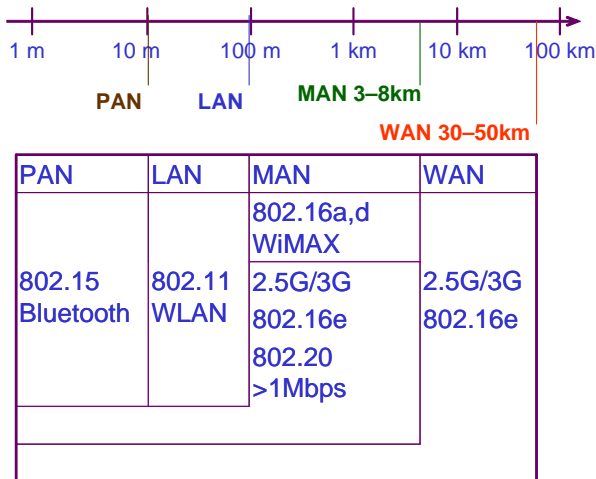 1 m 10 m 100 m 1 km 10 km 100 km
PAN LAN MAN 3–8km
WAN 30–50km
PAN LAN MAN WAN
802.16a,d
WiMAX
802.15 802.11 2.5G/3G 2.5G/3G
Bluetooth WLAN 802.16e 802.16e
802.20
>1Mbps